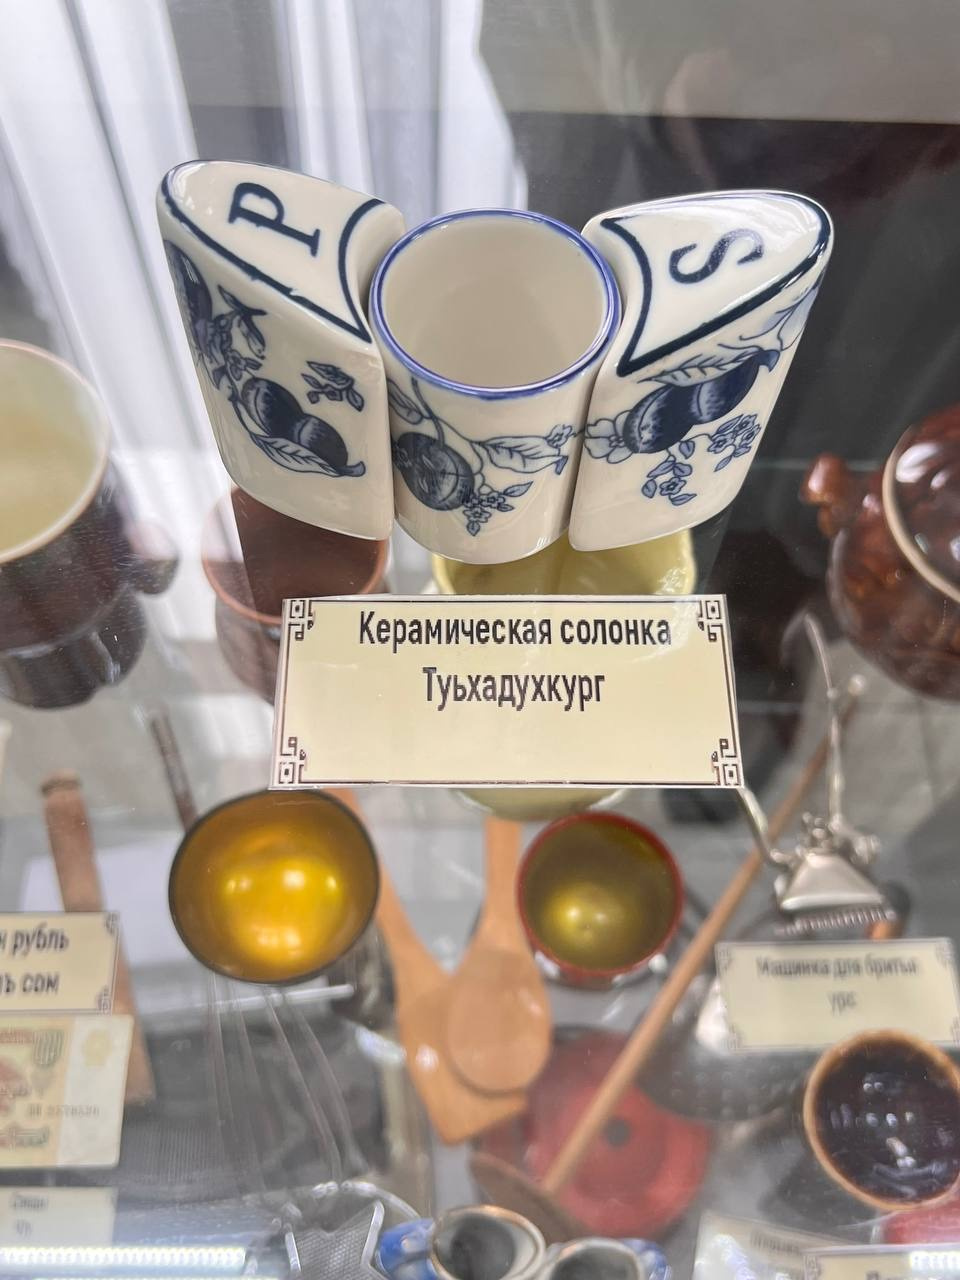 P
S
Керамическая солонка
Туьхадухкург
рубль
сом
Машинка для бритья
урс